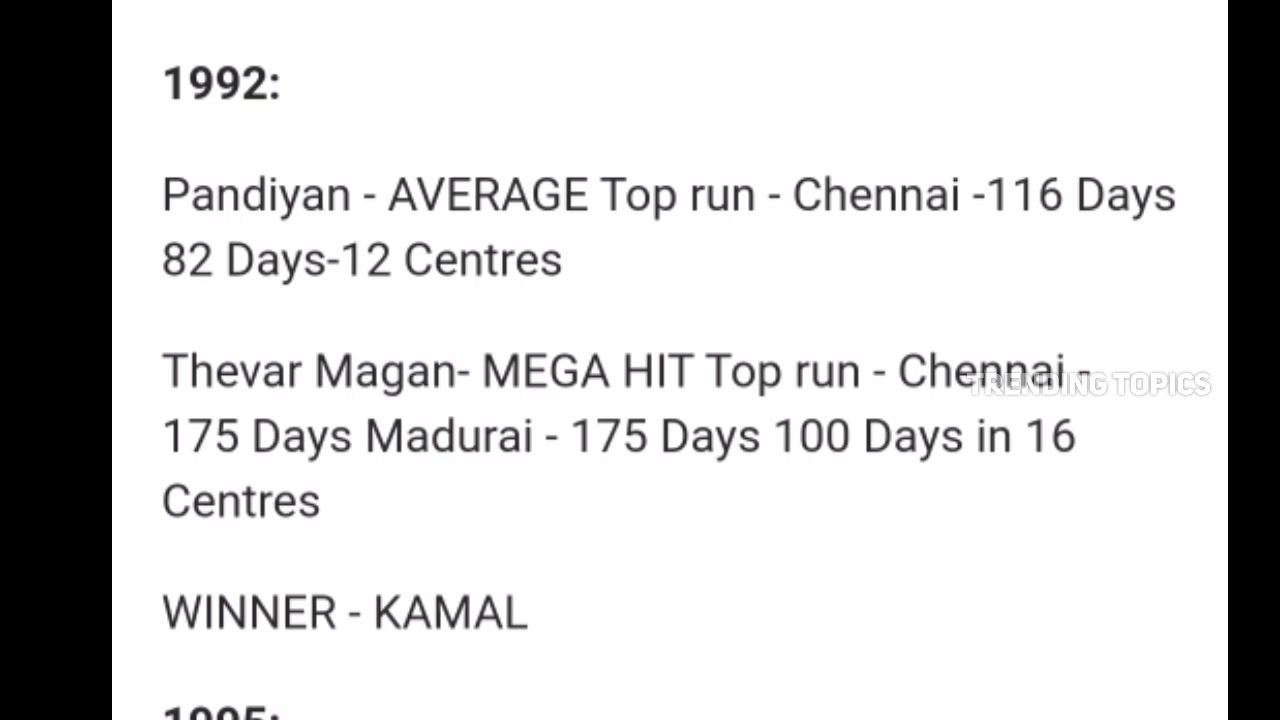 1992:
Pandiyan - AVERAGE Top run - Chennai -116 Days
82 Days-12 Centres
Thevar Magan- MEGA HIT Top run - Chennai -
TRENDING TOPICS
175 Days Madurai - 175 Days 100 Days in 16
Centres
WINNER - KAMAL
1995: